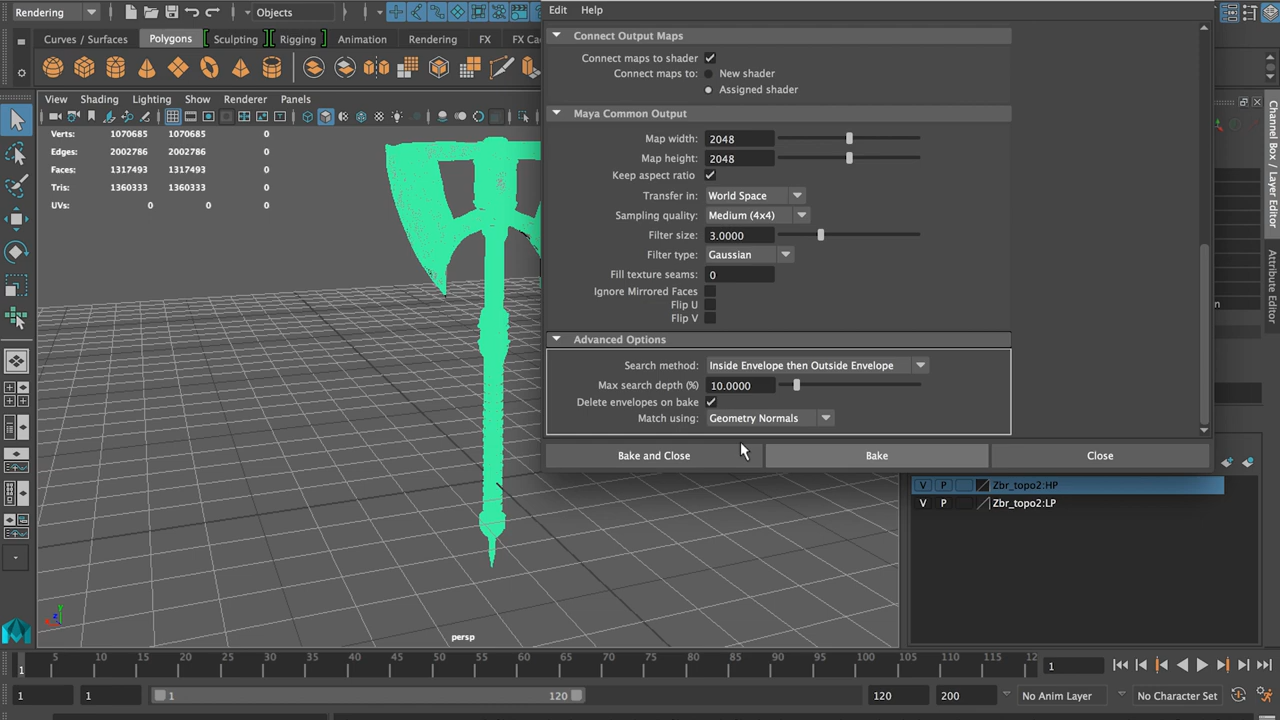 Rendering
Objects
Edit Help
Curves / Surfaces Polygons Sculpting Rigging Animation Rendering FX FX Ca
View Shading Lighting Show Renderer Panels
Verts: 1070685 1070685 0
Edges: 2002786 2002786 0
Faces: 1317493 1317493 0
Tris: 1360333 1360333 0
UVs: 0 0 0
persp
Connect Output Maps
Connect maps to shader
Connect maps to: New shader
Assigned shader
Maya Common Output
Map width: 2048
Map height: 2048
Keep aspect ratio
Transfer in: World Space
Sampling quality: Medium (4x4)
Filter size: 3.0000
Filter type: Gaussian
Fill texture seams: 0
Ignore Mirrored Faces
Flip U
Flip V
Advanced Options
Search method: Inside Envelope then Outside Envelope
Max search depth (%) 10.0000
Delete envelopes on bake
Match using: Geometry Normals
Bake and Close Bake Close
Channel Box / Layer Editor
Attribute Editor
V P Zbr_topo2:HP
V P Zbr_topo2:LP
1 5 10 15 20 25 30 35 40 45 50 55 60 65 70 75 80 85 90 95 100 105 110 115 12
1
1 1 1 120 120 200 No Anim Layer No Character Set